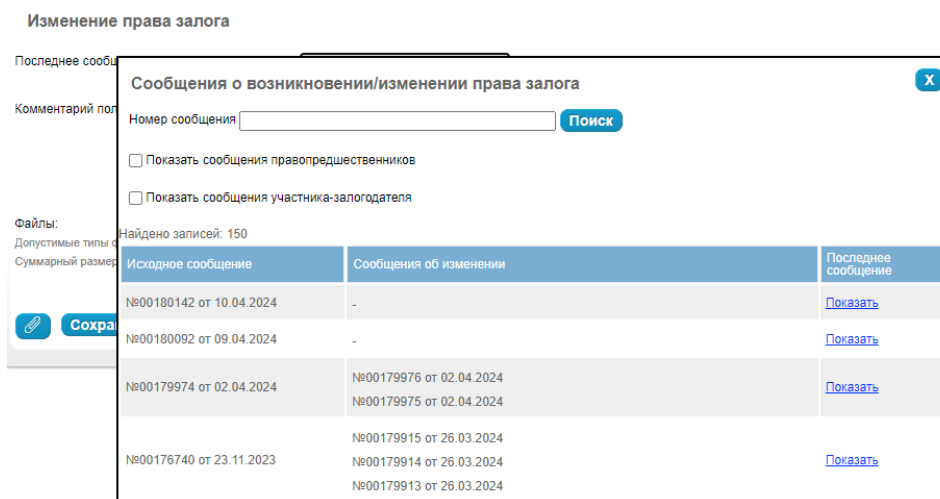 Изменение права залога
Последнее сообщ
Комментарий пол
Файлы:
Допустимые типы
Суммарный размер
Сохра
Сообщения о возникновении/изменении права залога
X
Номер сообщения
Поиск
Показать сообщения правопредшественников
Показать сообщения участника-залогодателя
Найдено записей: 150
Исходное сообщение Сообщения об изменении Последнее сообщение
№00180142 от 10.04.2024 - Показать
№00180092 от 09.04.2024 - Показать
№00179974 от 02.04.2024 №00179976 от 02.04.2024 Показать
№00179975 от 02.04.2024
№00176740 от 23.11.2023 №00179915 от 26.03.2024 Показать
№00179914 от 26.03.2024
№00179913 от 26.03.2024